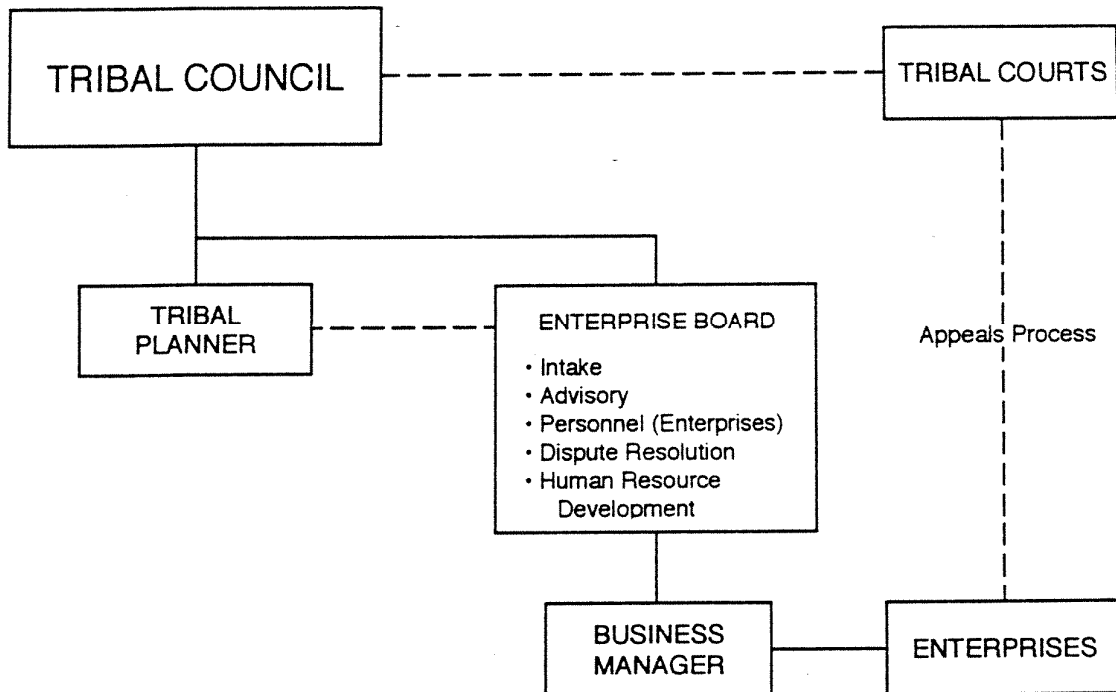 TRIBAL COUNCIL
TRIBAL COURTS
TRIBAL
PLANNER
ENTERPRISE BOARD
• Intake
• Advisory
• Personnel (Enterprises)
• Dispute Resolution
• Human Resource
Development
Appeals Process
BUSINESS
MANAGER
ENTERPRISES